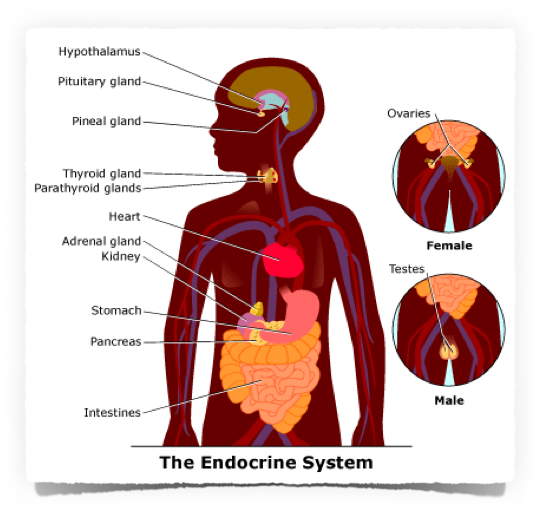 Hypothalamus
Pituitary gland
Pineal gland
Thyroid gland
Parathyroid glands
Heart
Adrenal gland
Kidney
Stomach
Pancreas
Intestines
Ovaries
Female
Testes
Male
The Endocrine System